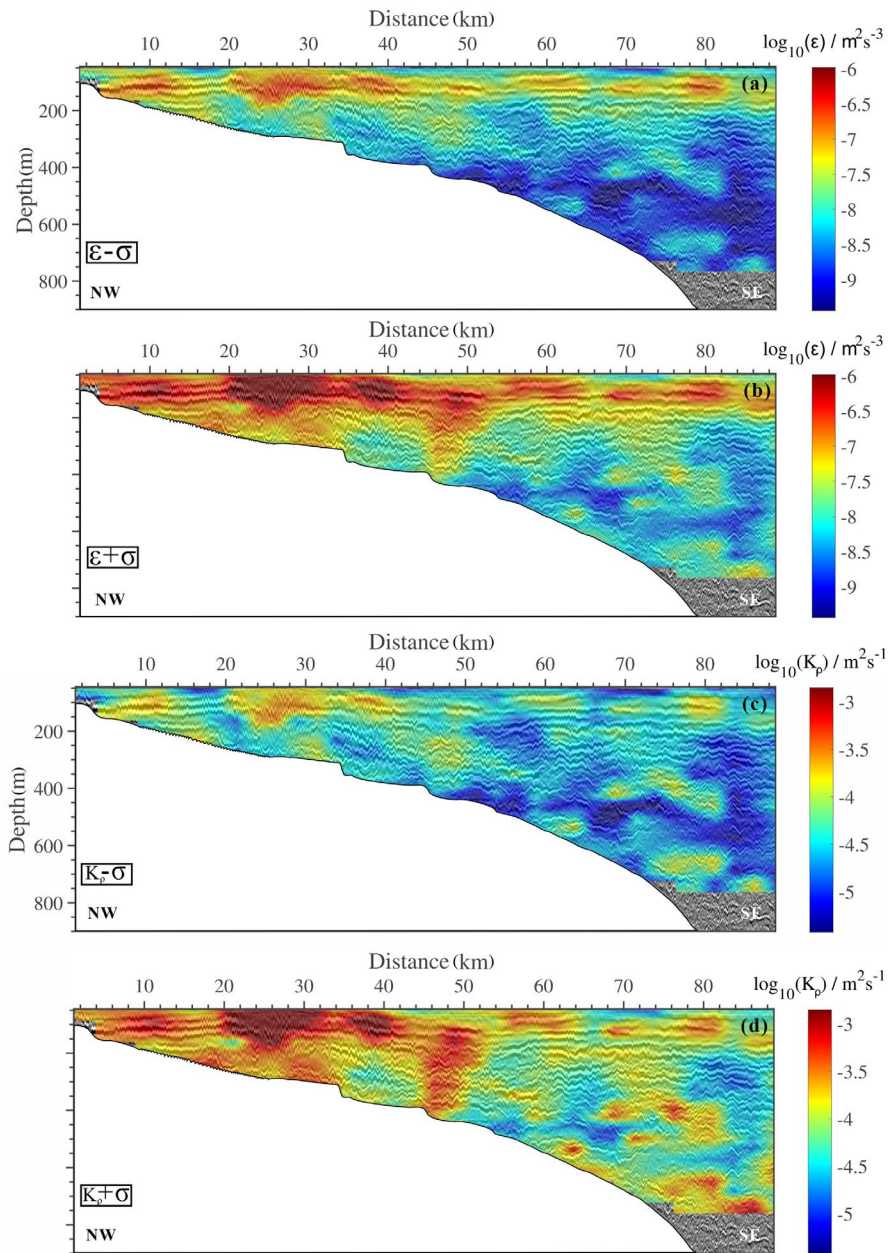 Distance (km)
10 20 30 40 50 60 70 80
log10(ε) / m2s-3
(a)
-6
-6.5
-7
-7.5
-8
-8.5
-9
Depth(m)
200
400
600
800
ε-σ
NW
SE
Distance (km)
10 20 30 40 50 60 70 80
log10(ε) / m2s-3
(b)
-6
-6.5
-7
-7.5
-8
-8.5
-9
ε+σ
NW
SE
Distance (km)
10 20 30 40 50 60 70 80
log10(Kρ) / m2s-1
(c)
-3
-3.5
-4
-4.5
-5
Depth(m)
200
400
600
800
Kρ-σ
NW
SE
Distance (km)
10 20 30 40 50 60 70 80
log10(Kρ) / m2s-1
(d)
-3
-3.5
-4
-4.5
-5
Kρ+σ
NW
SE